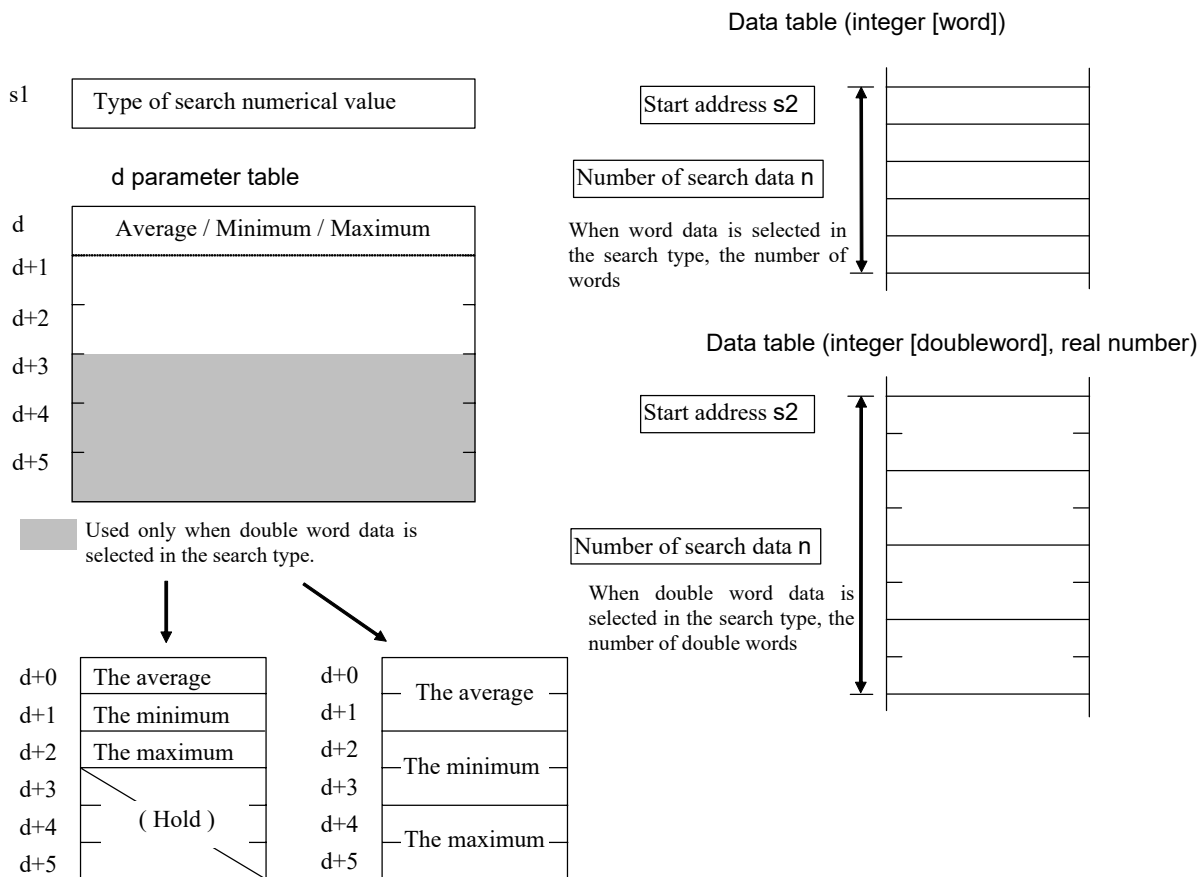 s1
Type of search numerical value
d parameter table
d
Average / Minimum / Maximum
d+1
d+2
d+3
d+4
d+5
Used only when double word data is
selected in the search type.
d+0
The average
d+1
The minimum
d+2
The maximum
d+3
( Hold )
d+4
d+5
d+0
The average
d+1
d+2
The minimum
d+3
d+4
The maximum
d+5
Data table (integer [word])
Start address s2
Number of search data n
When word data is selected in
the search type, the number of
words
Data table (integer [doubleword], real number)
Start address s2
Number of search data n
When double word data is
selected in the search type, the
number of double words